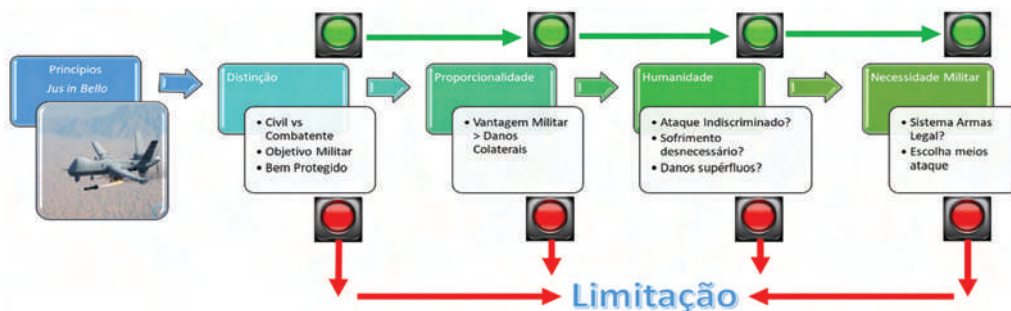 Princípios
Jus in Bello
Distinção
• Civil vs
Combatente
• Objetivo Militar
• Bem Protegido
Proporcionalidade
• Vantagem Militar
> Danos
Colaterais
Humanidade
• Ataque Indiscriminado?
• Sofrimento
desnecessário?
• Danos supérfluos?
Necessidade Militar
• Sistema Armas
Legal?
• Escolha meios
ataque
Limitação